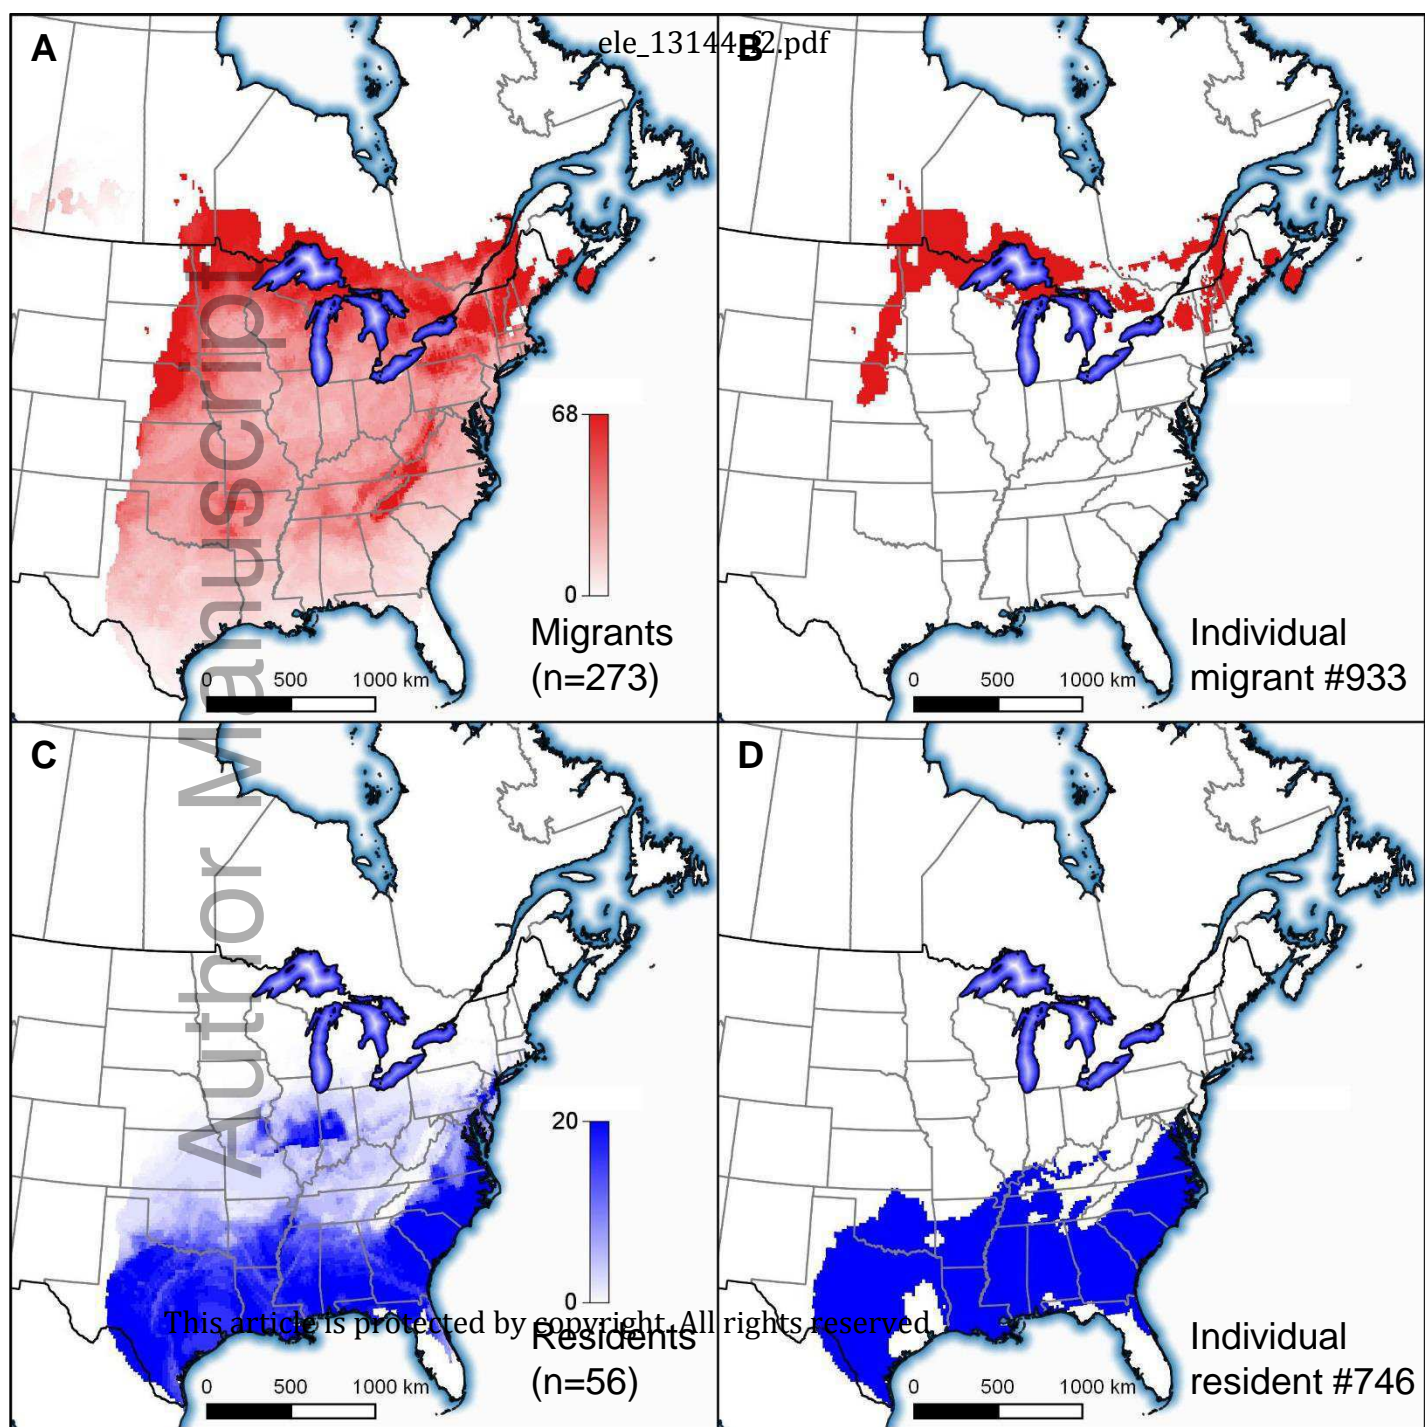 ele_13144_f2.pdf
A
B
68
0
Migrants
(n=273)
0 500 1000 km
Individual
migrant #933
0 500 1000 km
Author Manuscript
C
D
20
0
Residents
(n=56)
0 500 1000 km
Individual
resident #746
0 500 1000 km
This article is protected by copyright. All rights reserved